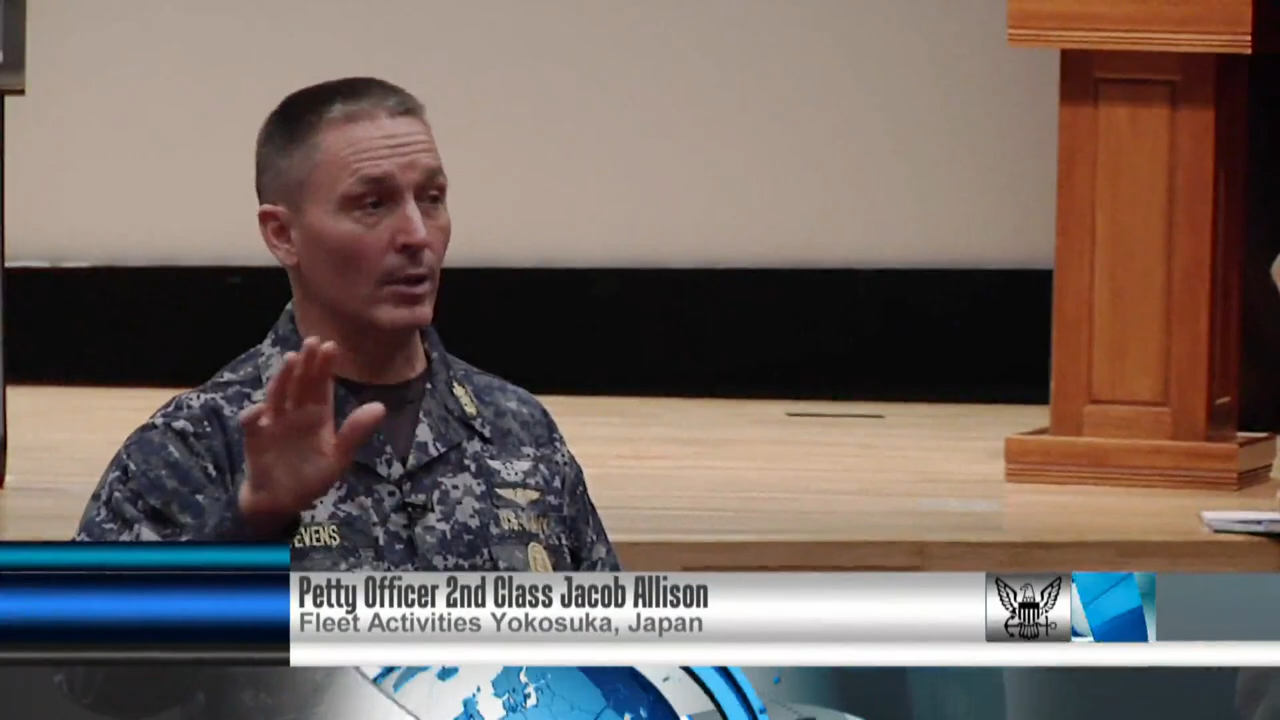 EVENS
U.S. NAVY
Petty Officer 2nd Class Jacob Allison
Fleet Activities Yokosuka, Japan